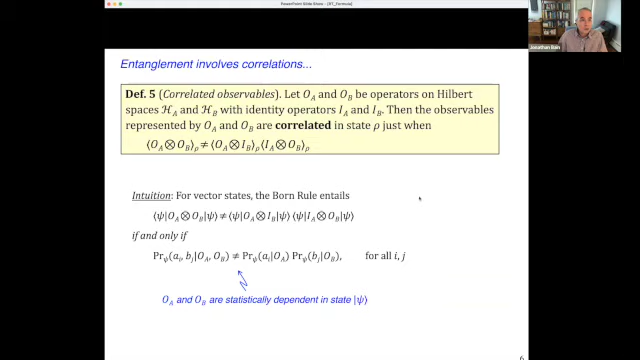 PowerPoint Slide Show - [RT_Formula]
Jonathan Bain
Entanglement involves correlations...
Def. 5 (Correlated observables). Let O_A and O_B be operators on Hilbert
spaces ℋ_A and ℋ_B with identity operators I_A and I_B. Then the observables
represented by O_A and O_B are correlated in state ρ just when
⟨O_A ⊗ O_B⟩_ρ ≠ ⟨O_A ⊗ I_B⟩_ρ ⟨I_A ⊗ O_B⟩_ρ
Intuition: For vector states, the Born Rule entails
⟨ψ|O_A ⊗ O_B|ψ⟩ ≠ ⟨ψ|O_A ⊗ I_B|ψ⟩ ⟨ψ|I_A ⊗ O_B|ψ⟩
if and only if
Pr_ψ(a_i, b_j|O_A, O_B) ≠ Pr_ψ(a_i|O_A) Pr_ψ(b_j|O_B), for all i, j
O_A and O_B are statistically dependent in state |ψ⟩
6